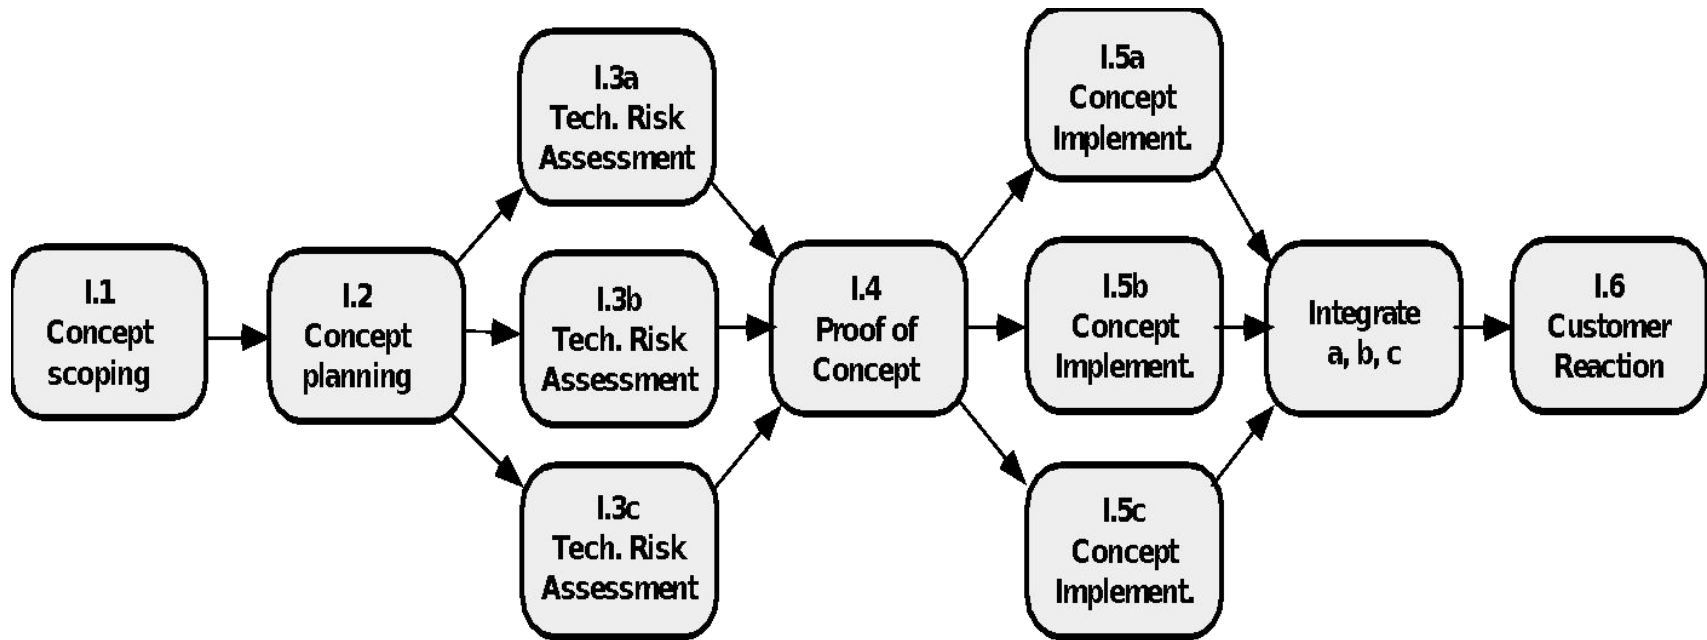 I.1
Concept
scoping
I.2
Concept
planning
I.3a
Tech. Risk
Assessment
I.3b
Tech. Risk
Assessment
I.3c
Tech. Risk
Assessment
I.4
Proof of
Concept
I.5a
Concept
Implement.
I.5b
Concept
Implement.
I.5c
Concept
Implement.
Integrate
a, b, c
I.6
Customer
Reaction